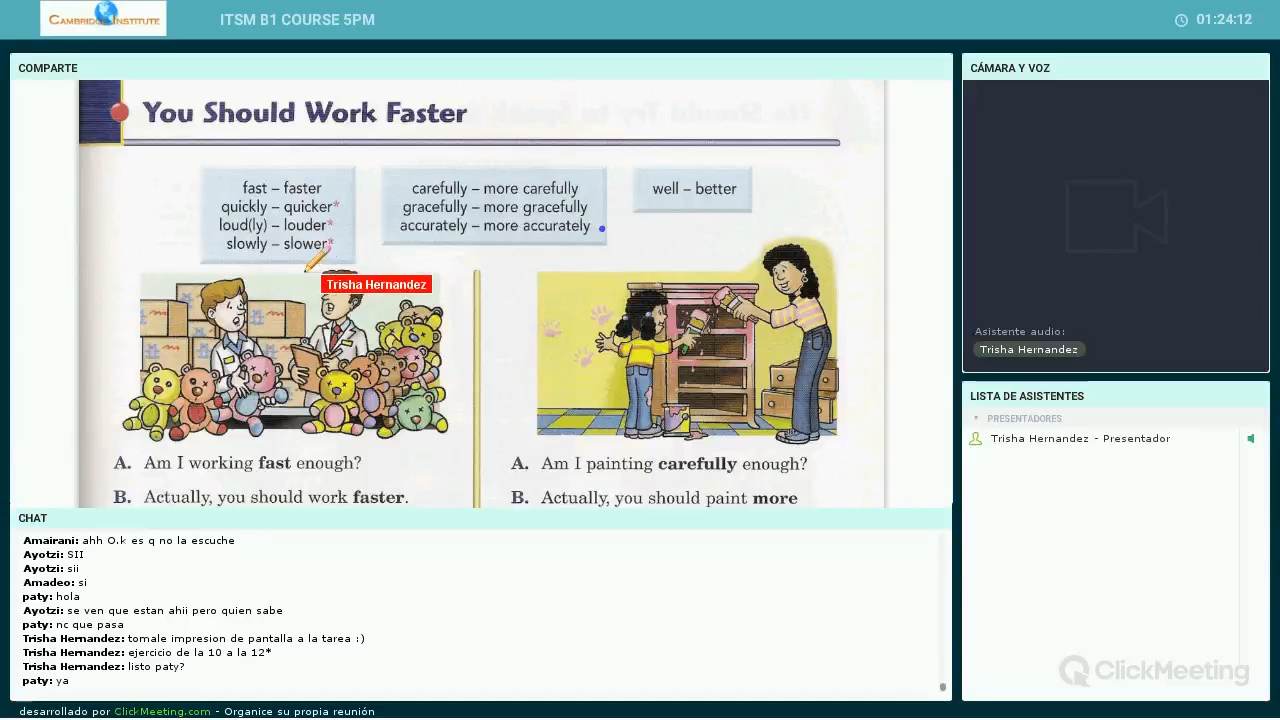 CAMBRIDGE INSTITUTE
ITSM B1 COURSE 5PM
01:24:12
COMPARTE
You Should Work Faster
fast – faster
quickly – quicker*
loud(ly) – louder*
slowly – slower*
carefully – more carefully
gracefully – more gracefully
accurately – more accurately
well – better
Trisha Hernandez
A. Am I working fast enough?
B. Actually, you should work faster.
A. Am I painting carefully enough?
B. Actually, you should paint more
CHAT
Amairani: ahh O.k es q no la escuche
Ayotzi: SII
Ayotzi: sii
Amadeo: si
paty: hola
Ayotzi: se ven que estan ahii pero quien sabe
paty: nc que pasa
Trisha Hernandez: tomale impresion de pantalla a la tarea :)
Trisha Hernandez: ejercicio de la 10 a la 12*
Trisha Hernandez: listo paty?
paty: ya
CÁMARA Y VOZ
Asistente audio:
Trisha Hernandez
LISTA DE ASISTENTES
PRESENTADORES
Trisha Hernandez - Presentador
ClickMeeting
desarrollado por ClickMeeting.com - Organice su propia reunión